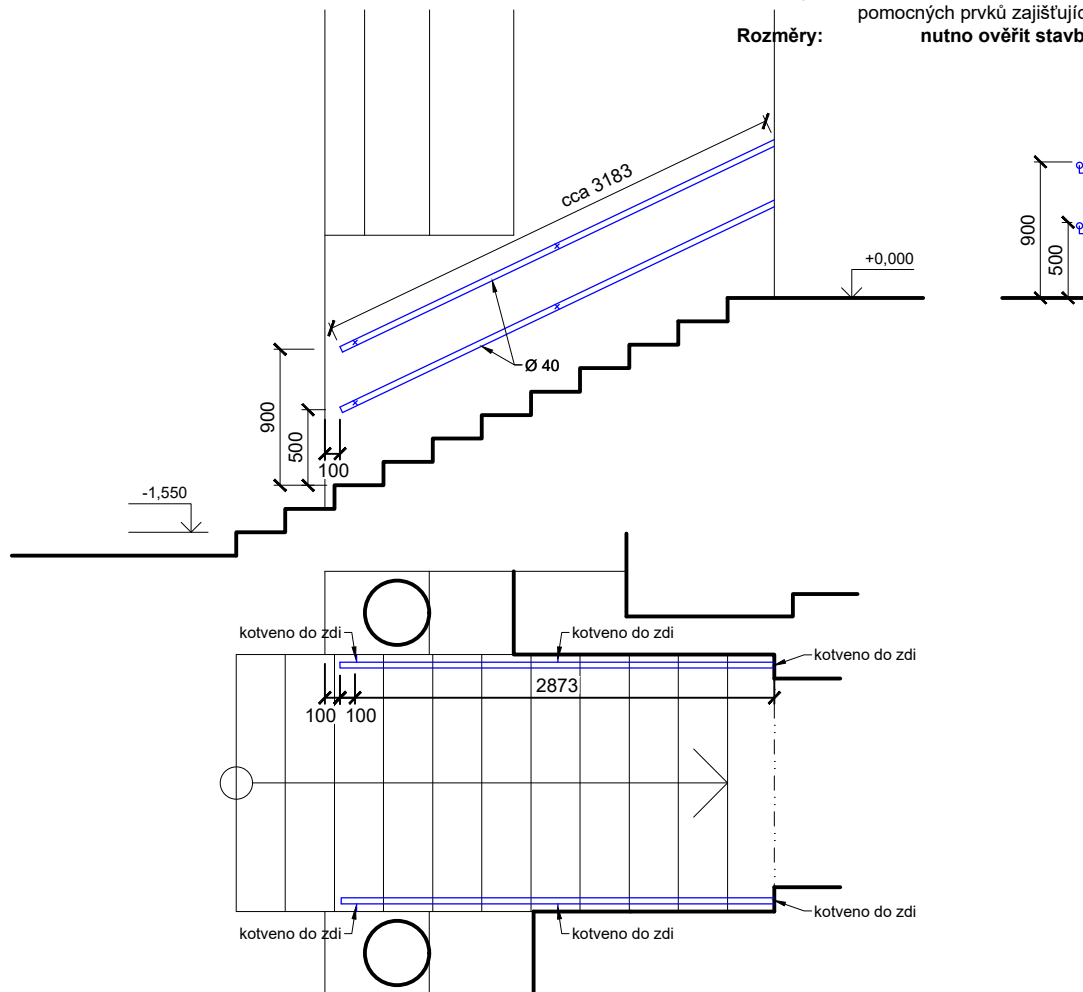 pomocných prvků zajišťujíc
Rozměry: nutno ověřit stavb
cca 3183
+0,000
900
500
Ø 40
900
500
100
-1,550
kotveno do zdi
kotveno do zdi
kotveno do zdi
2873
100
100
kotveno do zdi
kotveno do zdi
kotveno do zdi